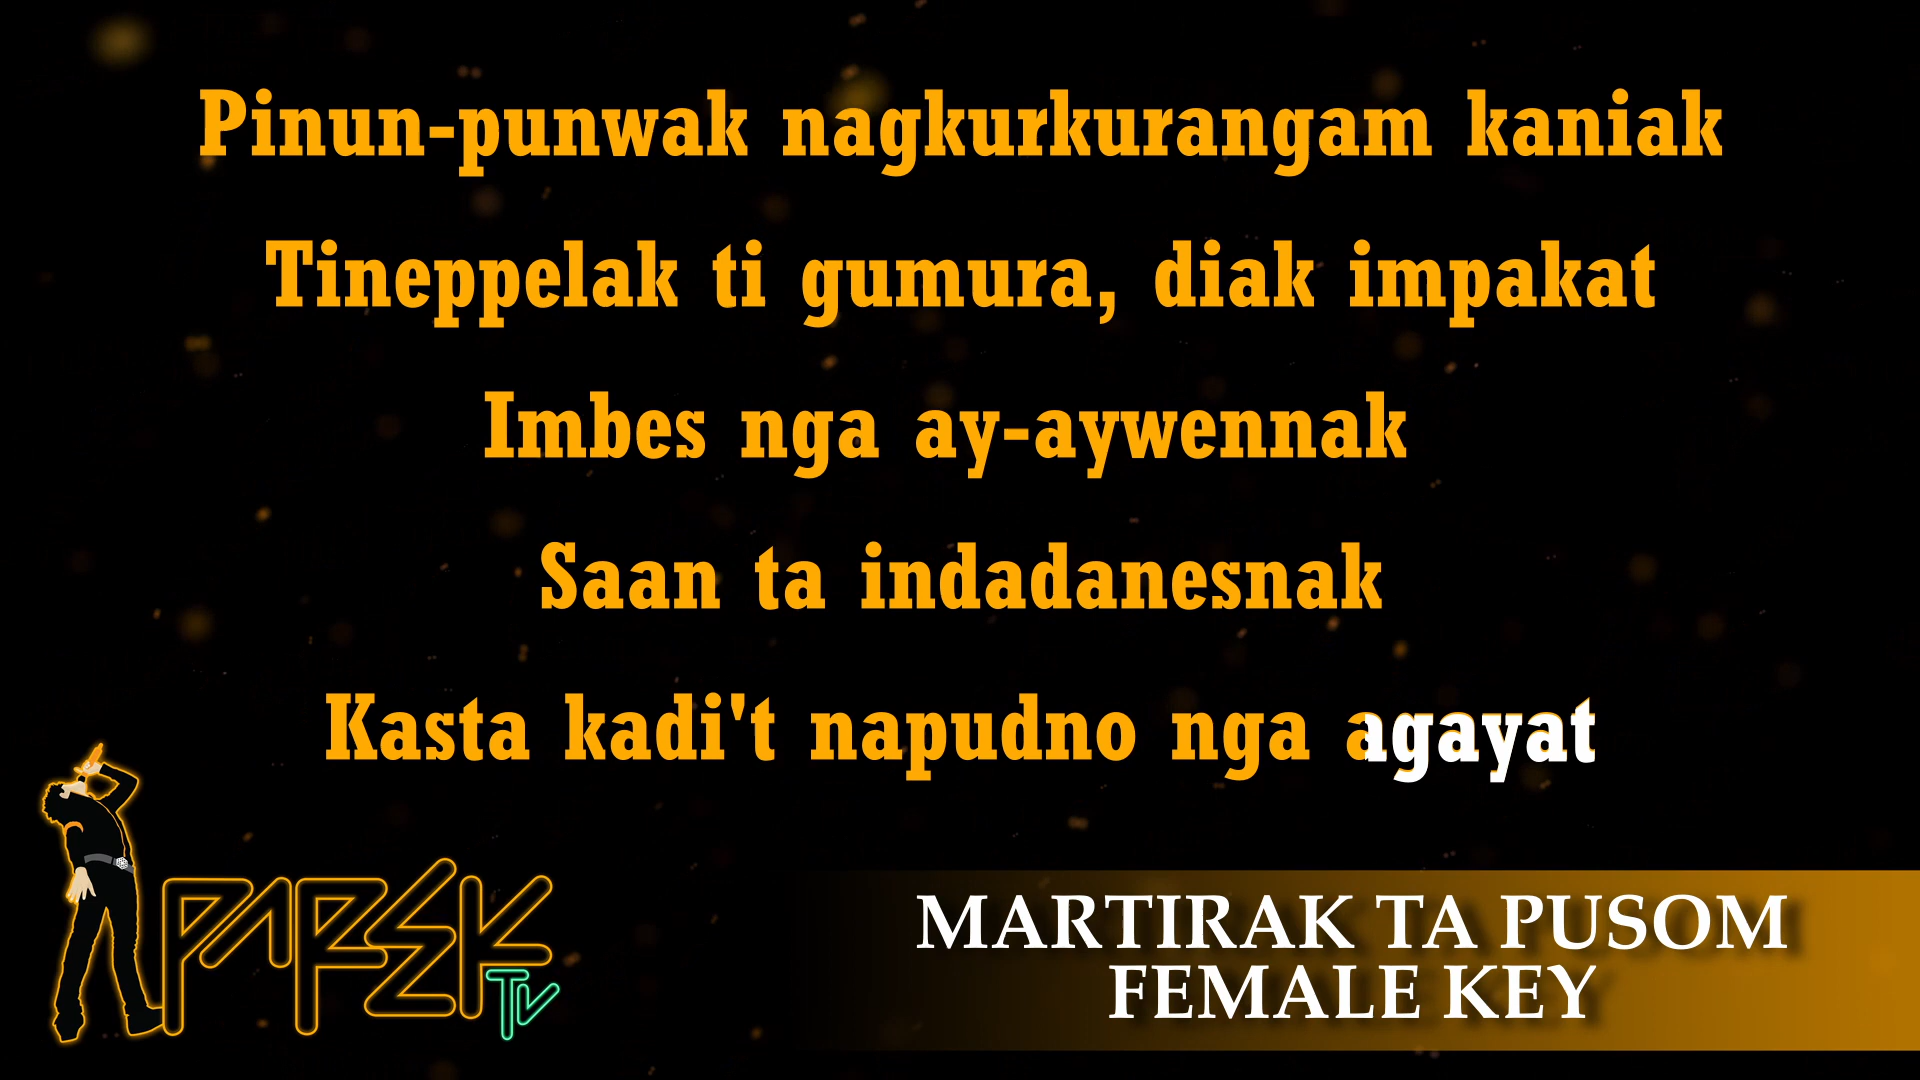 Pinun-punwak nagkurkurangam kaniak
Tineppelak ti gumura, diak impakat
Imbes nga ay-aywennak
Saan ta indadanesnak
Kasta kadi't napudno nga agayat
PAPEK TV
MARTIRAK TA PUSOM
FEMALE KEY